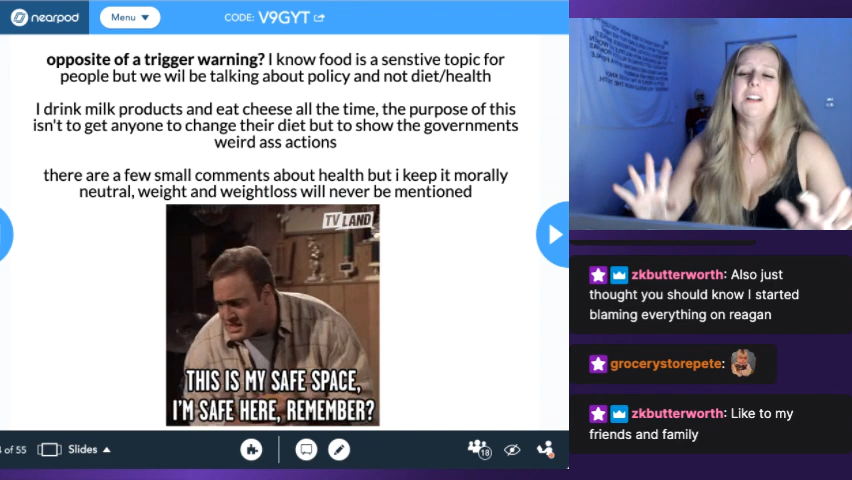 nearpod
Menu ▼
CODE: V9GYT
opposite of a trigger warning? I know food is a senstive topic for
people but we wil be talking about policy and not diet/health
I drink milk products and eat cheese all the time, the purpose of this
isn't to get anyone to change their diet but to show the governments
weird ass actions
there are a few small comments about health but i keep it morally
neutral, weight and weightloss will never be mentioned
TV LAND
THIS IS MY SAFE SPACE,
I'M SAFE HERE, REMEMBER?
of 55
Slides ▲
18
zkbutterworth: Also just
thought you should know I started
blaming everything on reagan
grocerystorepete:
zkbutterworth: Like to my
friends and family